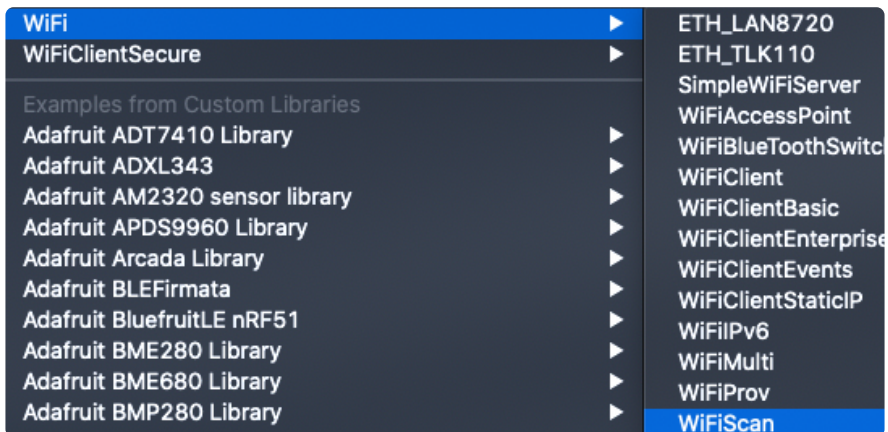 WiFi
WiFiClientSecure
Examples from Custom Libraries
Adafruit ADT7410 Library
Adafruit ADXL343
Adafruit AM2320 sensor library
Adafruit APDS9960 Library
Adafruit Arcada Library
Adafruit BLEFirmata
Adafruit BluefruitLE nRF51
Adafruit BME280 Library
Adafruit BME680 Library
Adafruit BMP280 Library
ETH_LAN8720
ETH_TLK110
SimpleWiFiServer
WiFiAccessPoint
WiFiBlueToothSwitc
WiFiClient
WiFiClientBasic
WiFiClientEnterprise
WiFiClientEvents
WiFiClientStaticIP
WiFiIPv6
WiFiMulti
WiFiProv
WiFiScan